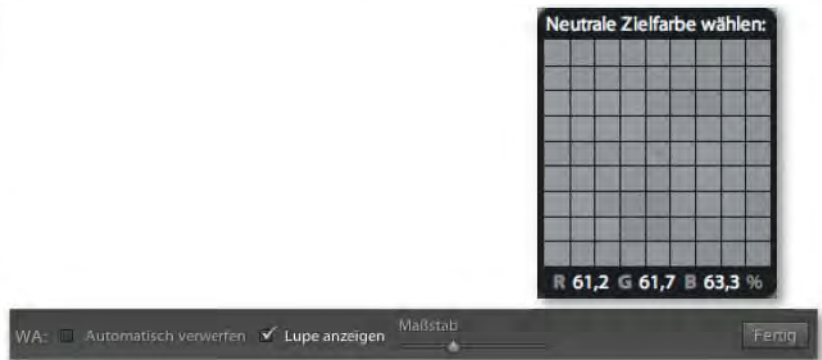 Neutrale Zielfarbe wählen:
R 61,2 G 61,7 B 63,3 %
Maßstab
WA: Automatisch verwerfen Lupe anzeigen Fertig